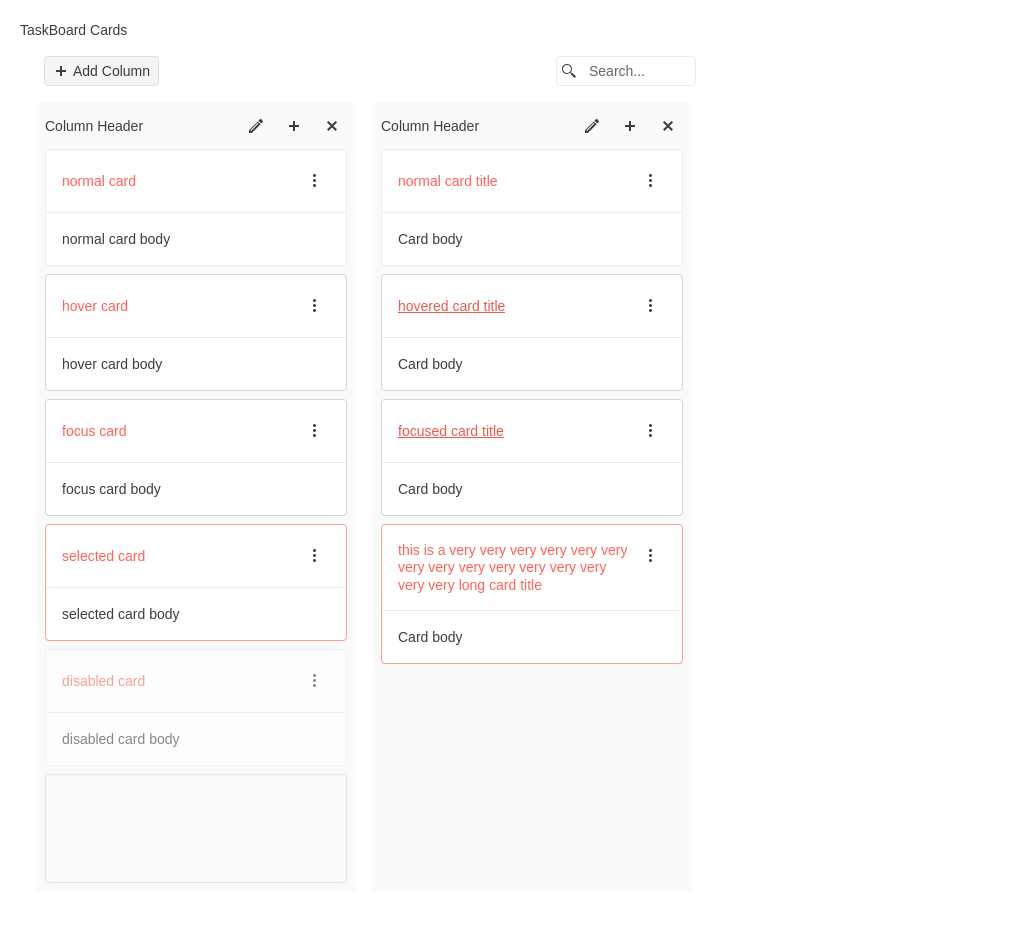 TaskBoard Cards
Add Column
Search...
Column Header
normal card
normal card body
hover card
hover card body
focus card
focus card body
selected card
selected card body
disabled card
disabled card body
Column Header
normal card title
Card body
hovered card title
Card body
focused card title
Card body
this is a very very very very very very
very very very very very very very
very very long card title
Card body